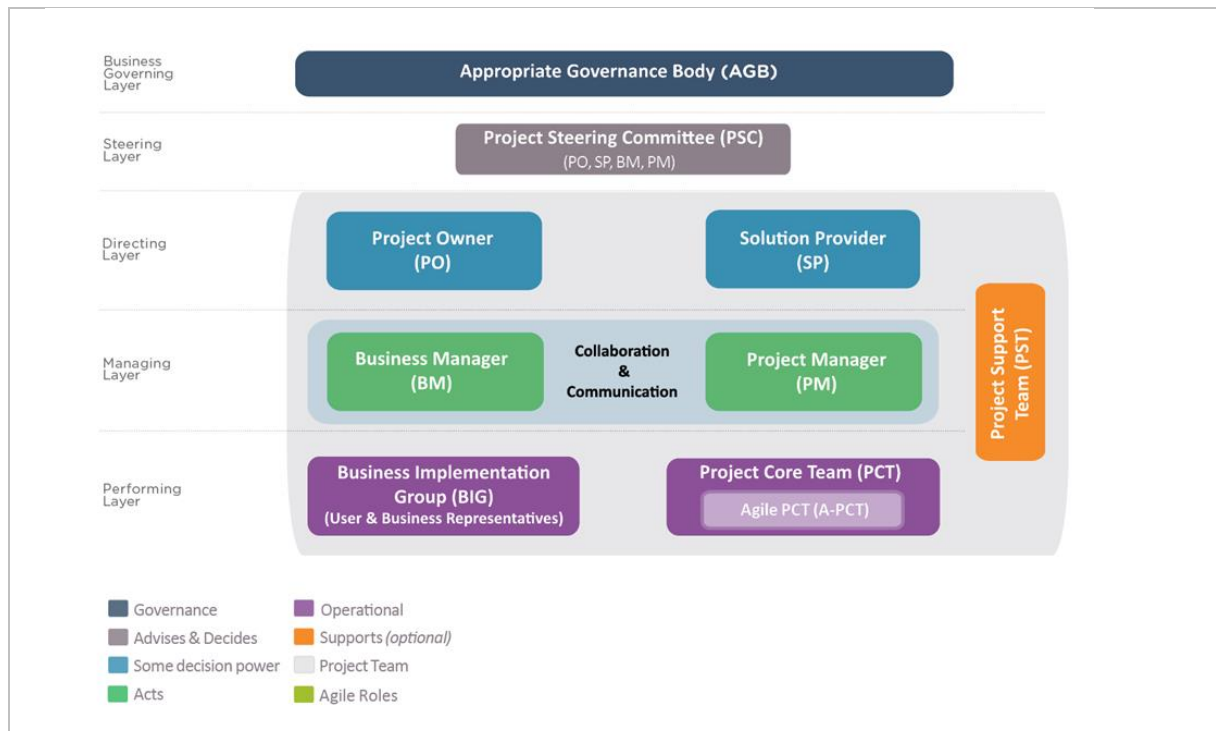 Business
Governing
Layer
Appropriate Governance Body (AGB)
Steering
Layer
Project Steering Committee (PSC)
(PO, SP, BM, PM)
Directing
Layer
Project Owner
(PO)
Solution Provider
(SP)
Managing
Layer
Business Manager
(BM)
Collaboration
&
Communication
Project Manager
(PM)
Project Support
Team (PST)
Performing
Layer
Business Implementation
Group (BIG)
(User & Business Representatives)
Project Core Team (PCT)
Agile PCT (A-PCT)
Governance
Advises & Decides
Some decision power
Acts
Operational
Supports (optional)
Project Team
Agile Roles